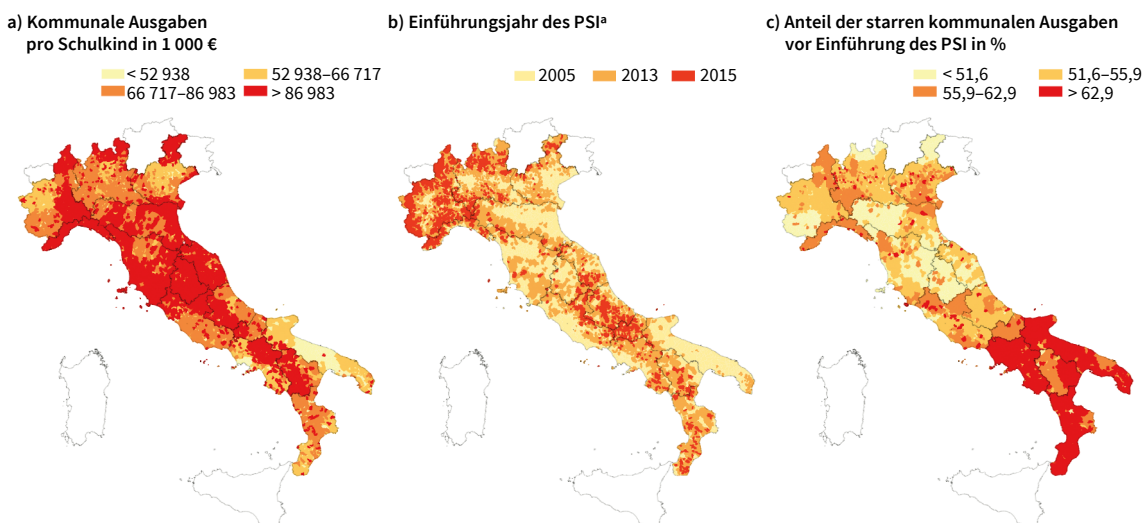 a) Kommunale Ausgaben
pro Schulkind in 1 000 €
< 52 938
52 938–66 717
66 717–86 983
> 86 983
b) Einführungsjahr des PSIª
2005
2013
2015
c) Anteil der starren kommunalen Ausgaben
vor Einführung des PSI in %
< 51,6
51,6–55,9
55,9–62,9
> 62,9